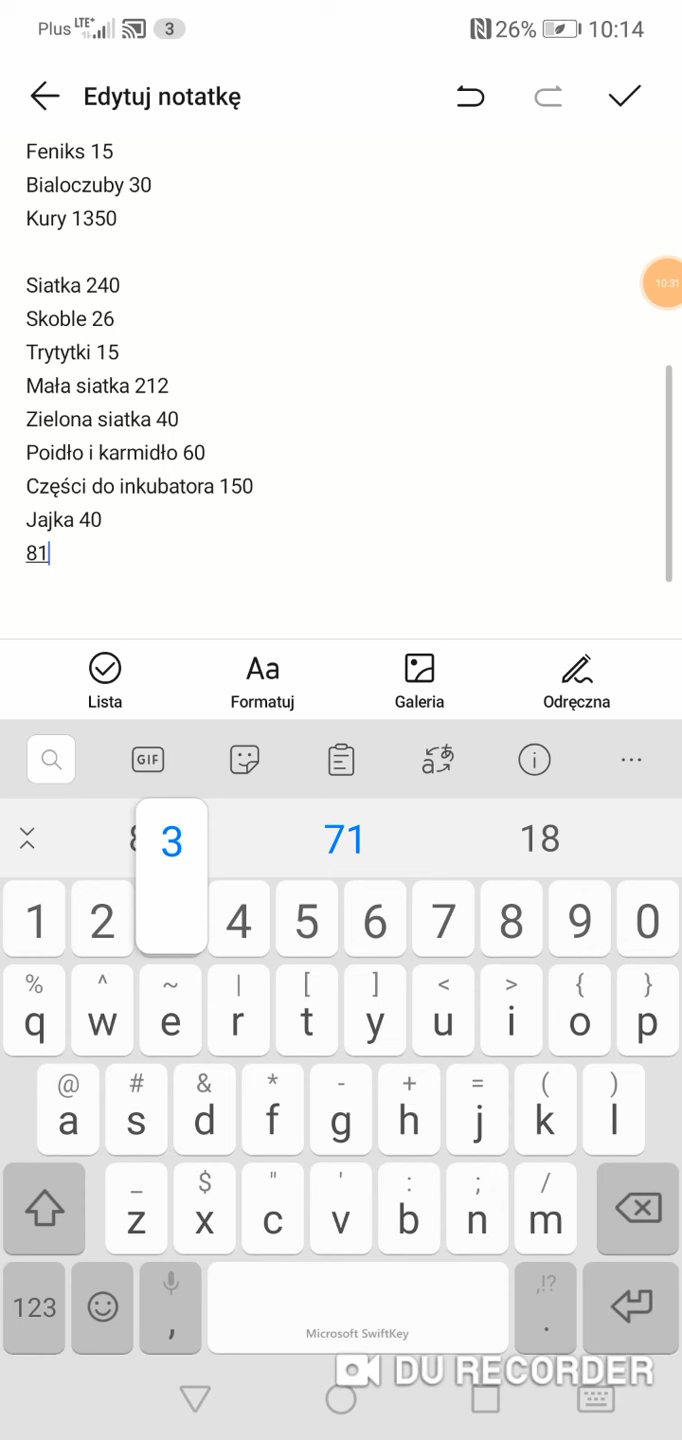 Plus LTE+ 3 26% 10:14
Edytuj notatkę
Feniks 15
Bialoczuby 30
Kury 1350
Siatka 240
10:31
Skoble 26
Trytytki 15
Mała siatka 212
Zielona siatka 40
Poidło i karmidło 60
Części do inkubatora 150
Jajka 40
81
Lista Formatuj Galeria Odręczna
GIF
3 71 18
1 2 4 5 6 7 8 9 0
% ^ ~ | [ ] < > { }
q w e r t y u i o p
@ # & * - + = ( )
a s d f g h j k l
_ $ " ' : ; /
z x c v b n m
,!?
123 , Microsoft SwiftKey .
DU RECORDER